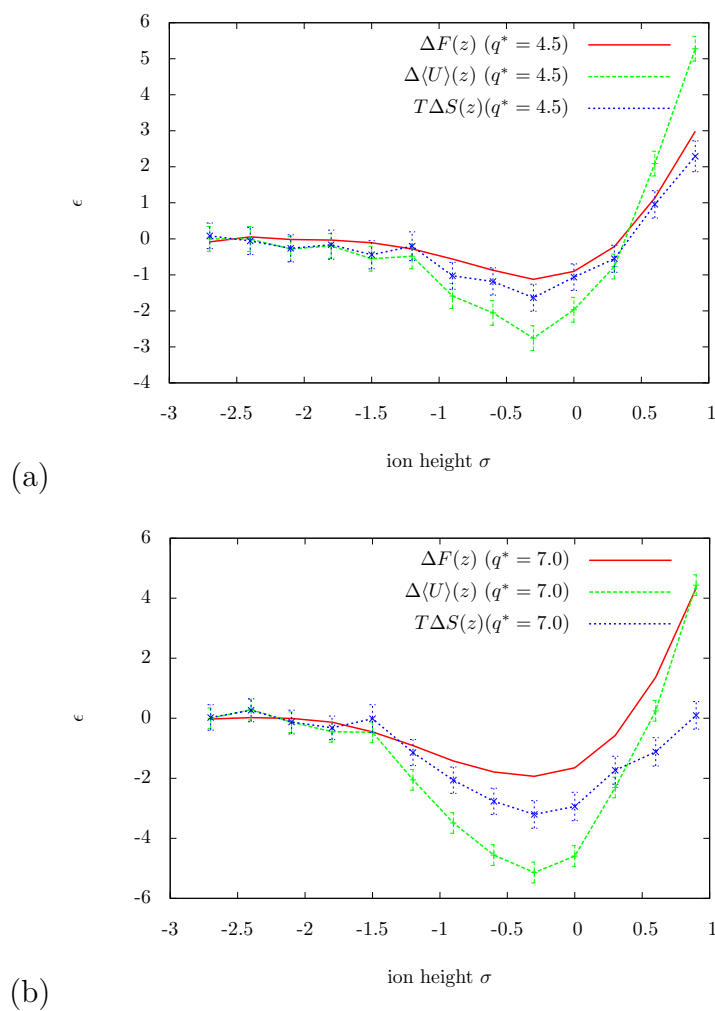 6
5
4
3
2
1
0
-1
-2
-3
-4
ϵ
ΔF(z) (q* = 4.5)
Δ⟨U⟩(z) (q* = 4.5)
TΔS(z)(q* = 4.5)
-3 -2.5 -2 -1.5 -1 -0.5 0 0.5 1
ion height σ
(a)
6
4
2
0
-2
-4
-6
ϵ
ΔF(z) (q* = 7.0)
Δ⟨U⟩(z) (q* = 7.0)
TΔS(z)(q* = 7.0)
-3 -2.5 -2 -1.5 -1 -0.5 0 0.5 1
ion height σ
(b)